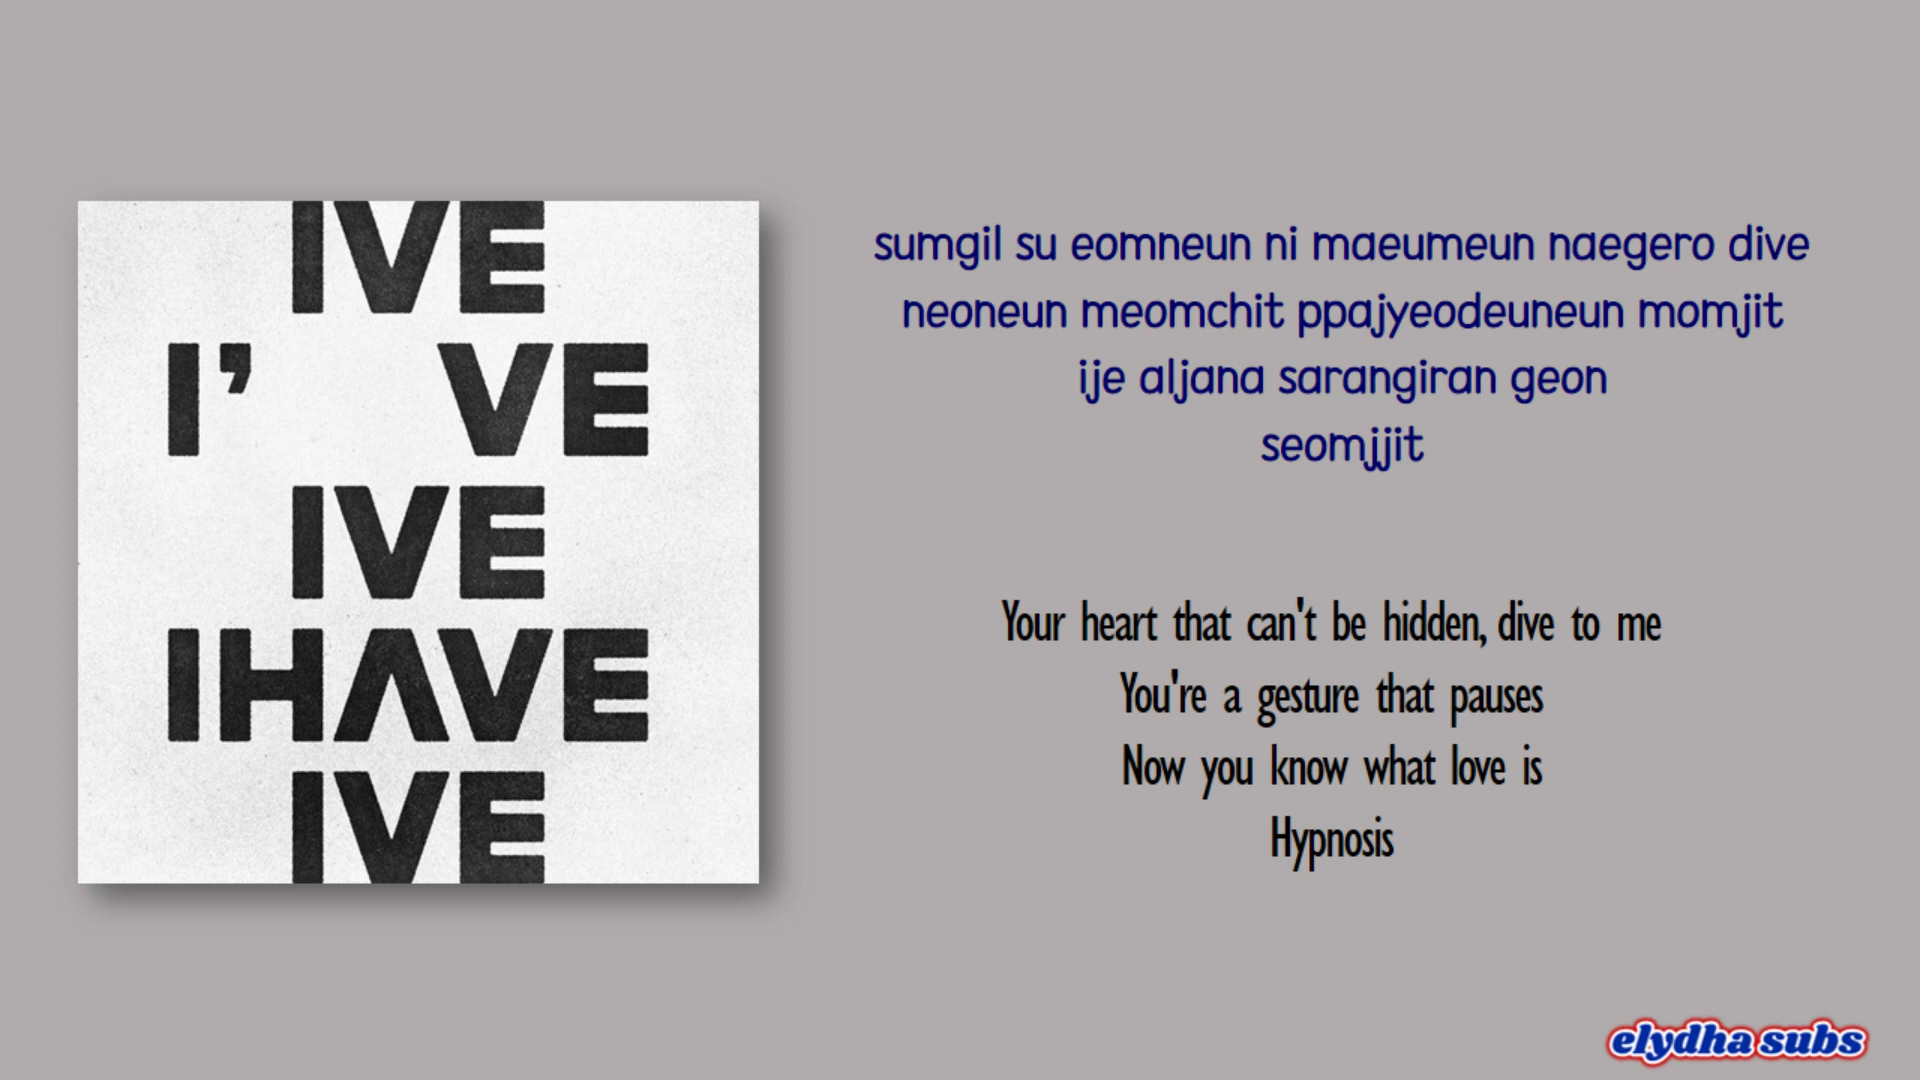 IVE
I’ VE
IVE
IHΛVE
IVE
sumgil su eomneun ni maeumeun naegero dive
neoneun meomchit ppajyeodeuneun momjit
ije aljana sarangiran geon
seomjjit
Your heart that can't be hidden, dive to me
You're a gesture that pauses
Now you know what love is
Hypnosis
elydha subs